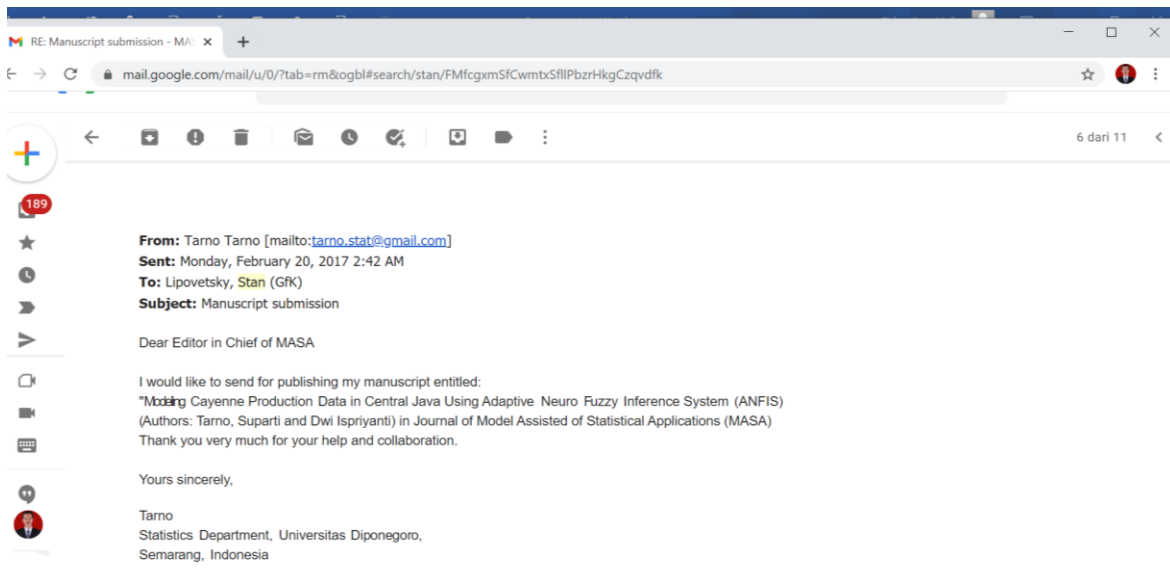 RE: Manuscript submission - MAS
mail.google.com/mail/u/0/?tab=rm&ogbl#search/stan/FMfcgxmSfCwmtxSfllPbzrHkgCzqvdfk
6 dari 11
189
From: Tarno Tarno [mailto:tarno.stat@gmail.com]
Sent: Monday, February 20, 2017 2:42 AM
To: Lipovetsky, Stan (GfK)
Subject: Manuscript submission
Dear Editor in Chief of MASA
I would like to send for publishing my manuscript entitled:
"Modeling Cayenne Production Data in Central Java Using Adaptive Neuro Fuzzy Inference System (ANFIS)
(Authors: Tarno, Suparti and Dwi Ispriyanti) in Journal of Model Assisted of Statistical Applications (MASA)
Thank you very much for your help and collaboration.
Yours sincerely,
Tarno
Statistics Department, Universitas Diponegoro,
Semarang, Indonesia